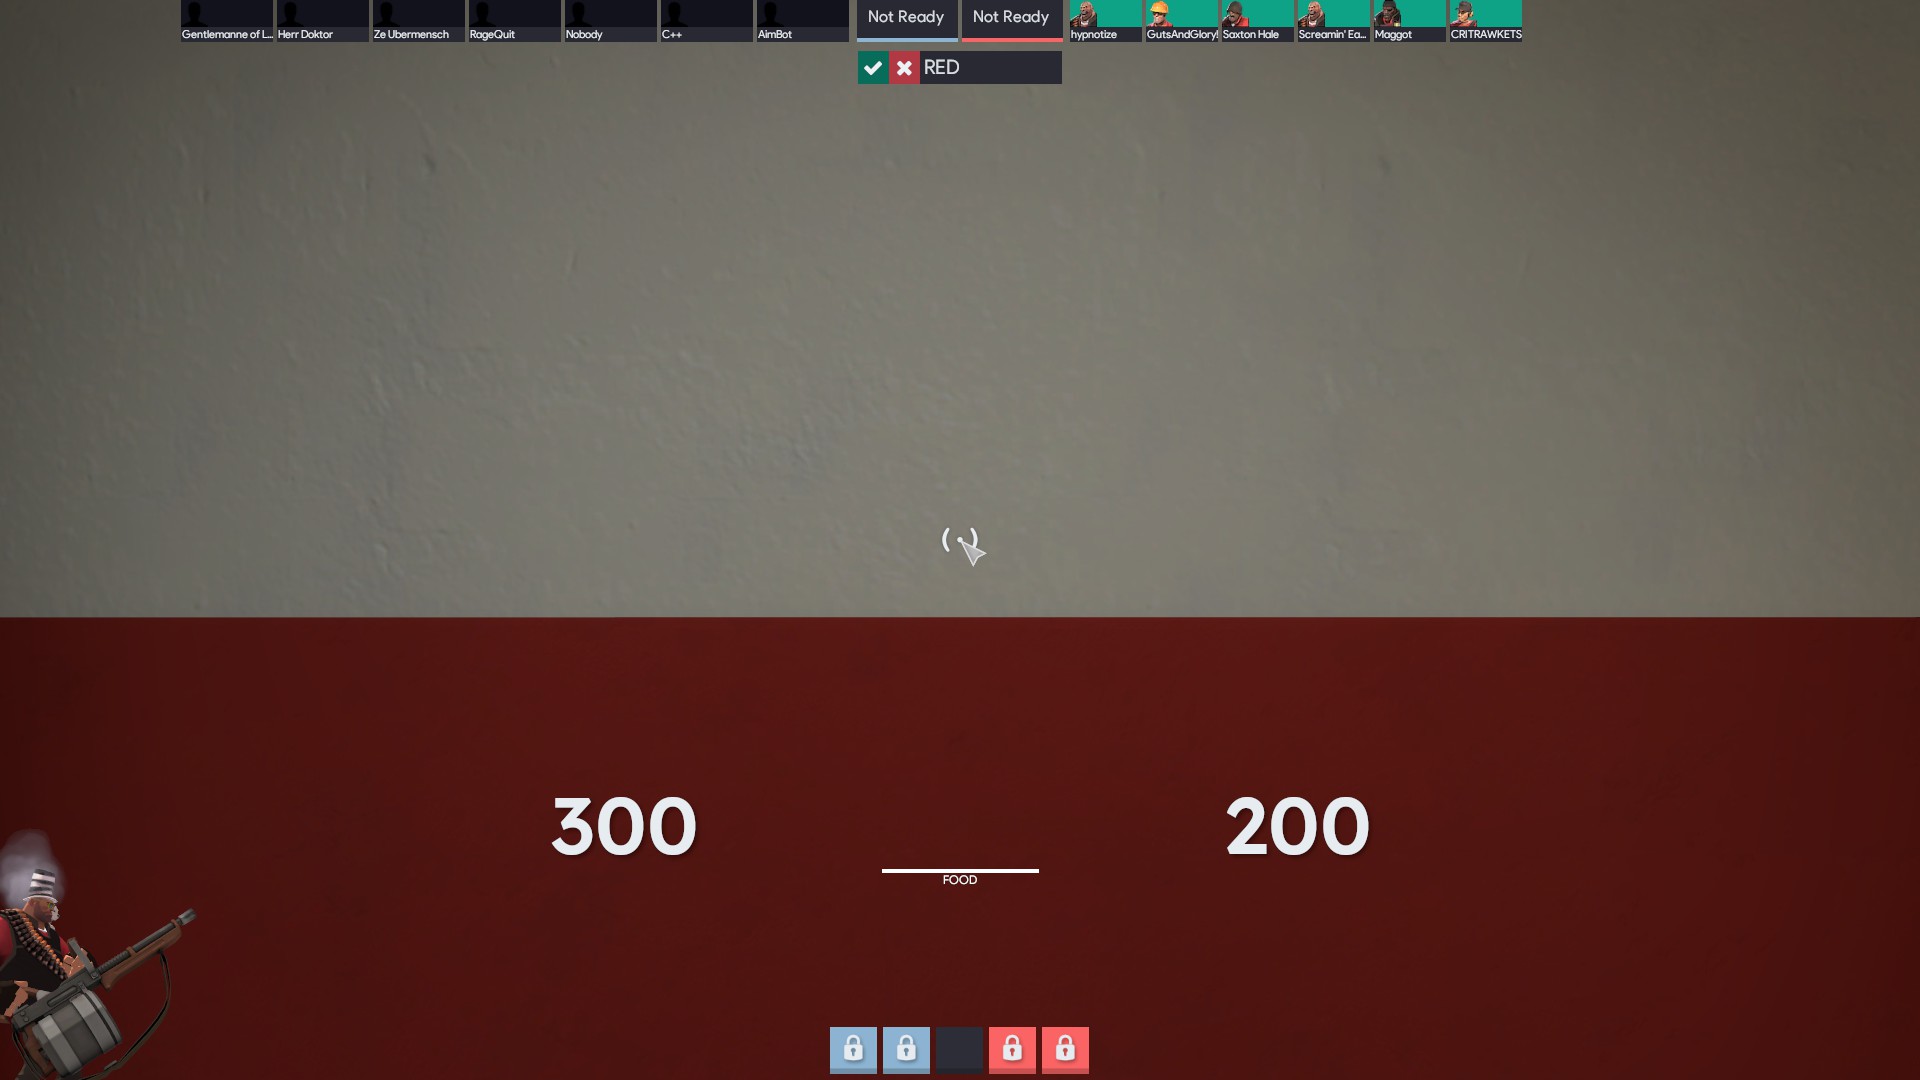 Gentlemanne of L...
Herr Doktor
Ze Ubermensch
RageQuit
Nobody
C++
AimBot
Not Ready
Not Ready
hypnotize
GutsAndGlory!
Saxton Hale
Screamin' Ea...
Maggot
CRITRAWKETS
RED
300
200
FOOD